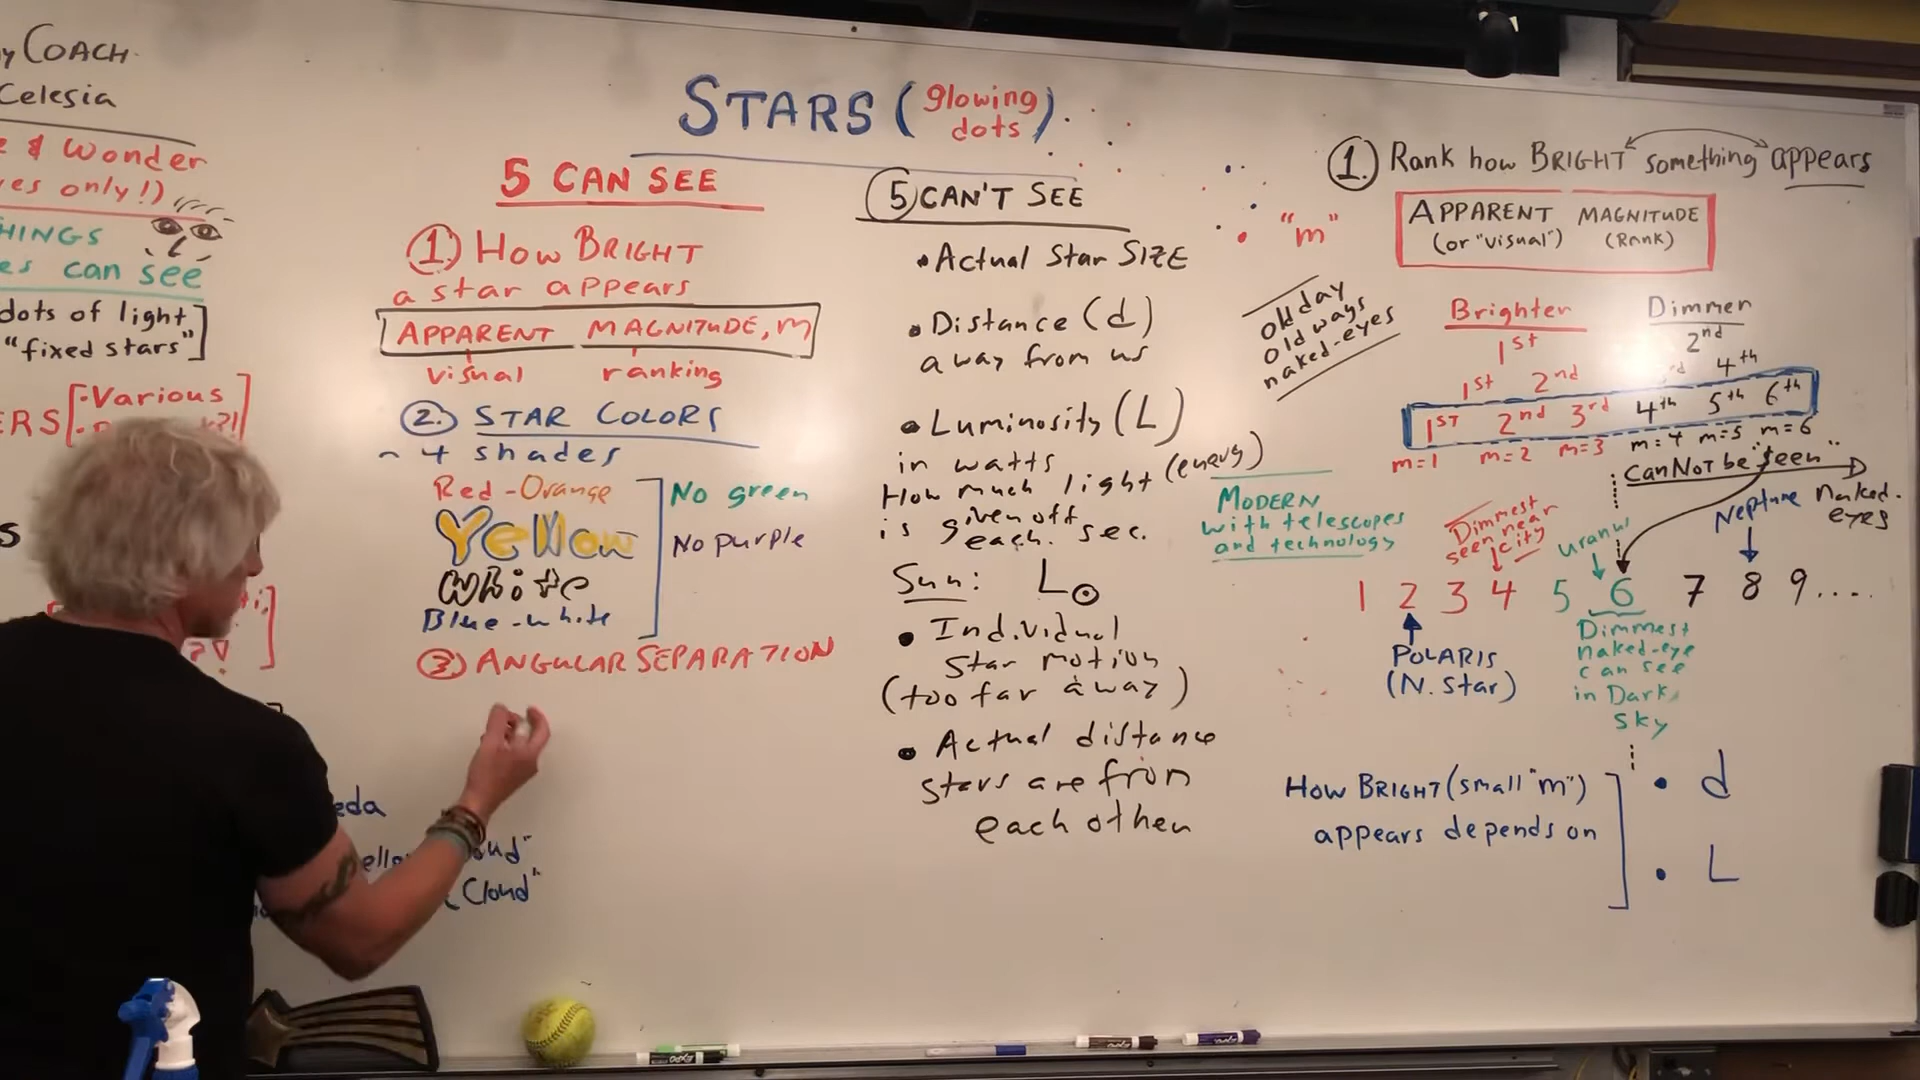 COACH
Celesia
& Wonder
es only!)
HINGS
es can see
dots of light
"fixed stars"]
ERS [Various
eda
Cloud"
STARS (glowing
dots)
5 CAN SEE
① How BRIGHT
a star appears
APPARENT MAGNITUDE, m
visual ranking
②. STAR COLORS
~ 4 shades
Red-Orange
Yellow
White
Blue-white
No green
No purple
③ ANGULAR SEPARATION
5 CAN'T SEE
• Actual Star SIZE
• Distance (d)
away from us
• Luminosity (L)
in watts
How much light (energy)
is given off
each sec.
Sun: L⊙
• Individual
Star motion
(too far away)
• Actual distance
stars are from
each other
"m"
Old day
old ways
naked-eyes
MODERN
with telescopes
and technology
①. Rank how BRIGHT something appears
APPARENT MAGNITUDE
(or "visual") (Rank)
Brighter Dimmer
1st 2nd
1st 2nd rd 4th
1ST 2nd 3rd 4th 5th 6th
m=1 m=2 m=3 m=4 m=5 m=6
CanNot be "seen"
naked-
eyes
Dimmest
seen near
city
Uranus
Neptune
1 2 3 4 5 6 7 8 9....
POLARIS
(N. Star)
Dimmest
naked-eye
can see
in Dark
Sky
How BRIGHT (small "m")
appears depends on
• d
• L
expo